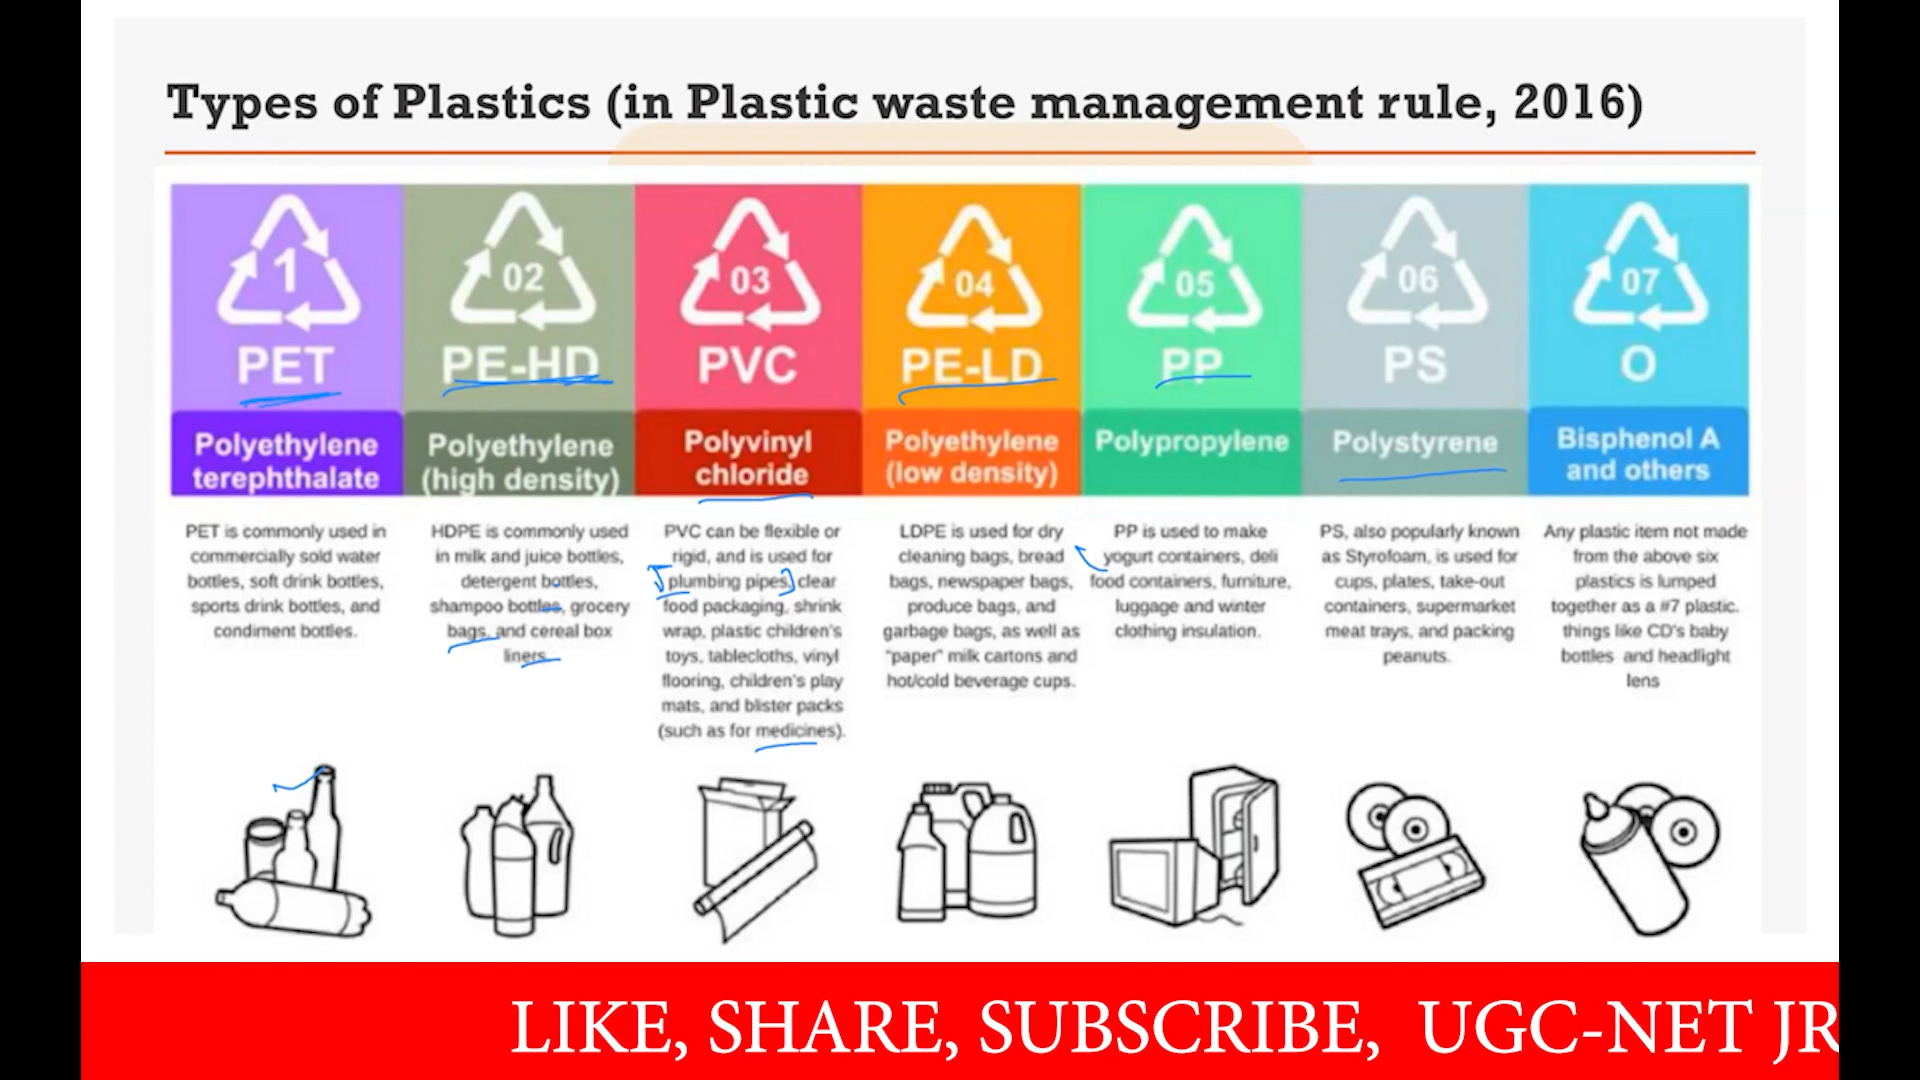 Types of Plastics (in Plastic waste management rule, 2016)
1
PET
Polyethylene
terephthalate
PET is commonly used in
commercially sold water
bottles, soft drink bottles,
sports drink bottles, and
condiment bottles.
02
PE-HD
Polyethylene
(high density)
HDPE is commonly used
in milk and juice bottles,
detergent bottles,
shampoo bottles, grocery
bags, and cereal box
liners.
03
PVC
Polyvinyl
chloride
PVC can be flexible or
rigid, and is used for
plumbing pipes, clear
food packaging, shrink
wrap, plastic children's
toys, tablecloths, vinyl
flooring, children's play
mats, and blister packs
(such as for medicines).
04
PE-LD
Polyethylene
(low density)
LDPE is used for dry
cleaning bags, bread
bags, newspaper bags,
produce bags, and
garbage bags, as well as
"paper" milk cartons and
hot/cold beverage cups.
05
PP
Polypropylene
PP is used to make
yogurt containers, deli
food containers, furniture,
luggage and winter
clothing insulation.
06
PS
Polystyrene
PS, also popularly known
as Styrofoam, is used for
cups, plates, take-out
containers, supermarket
meat trays, and packing
peanuts.
07
O
Bisphenol A
and others
Any plastic item not made
from the above six
plastics is lumped
together as a #7 plastic.
things like CD's baby
bottles and headlight
lens
LIKE, SHARE, SUBSCRIBE, UGC-NET JR